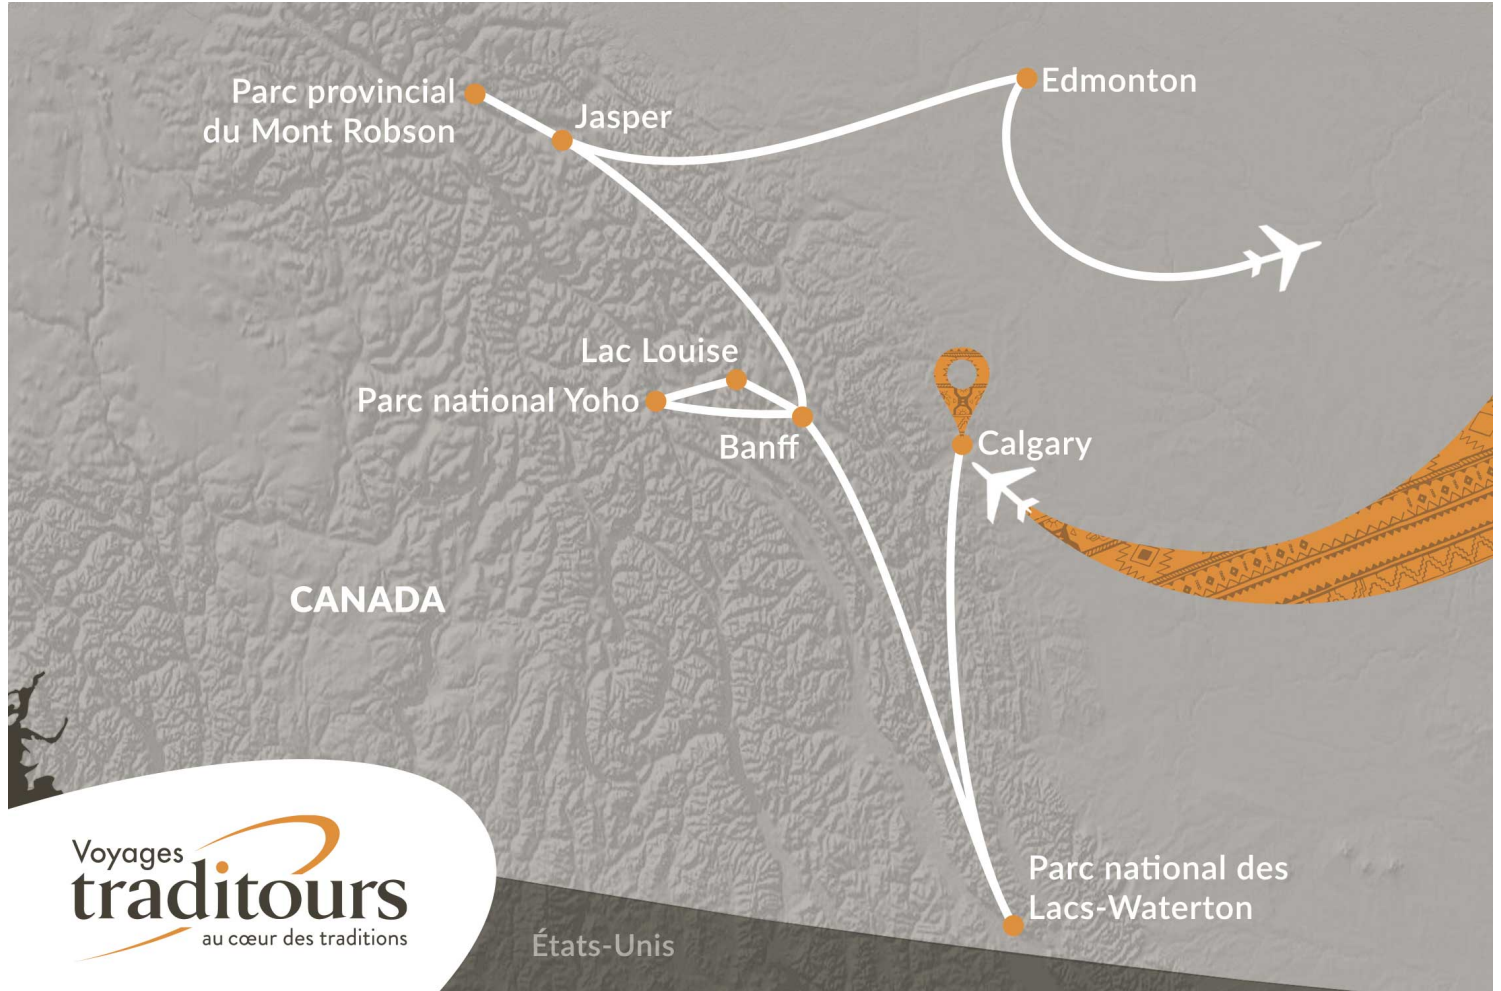 Parc provincial
du Mont Robson
Jasper
Edmonton
Lac Louise
Parc national Yoho
Banff
Calgary
CANADA
Parc national des
Lacs-Waterton
États-Unis
Voyages
traditours
au cœur des traditions